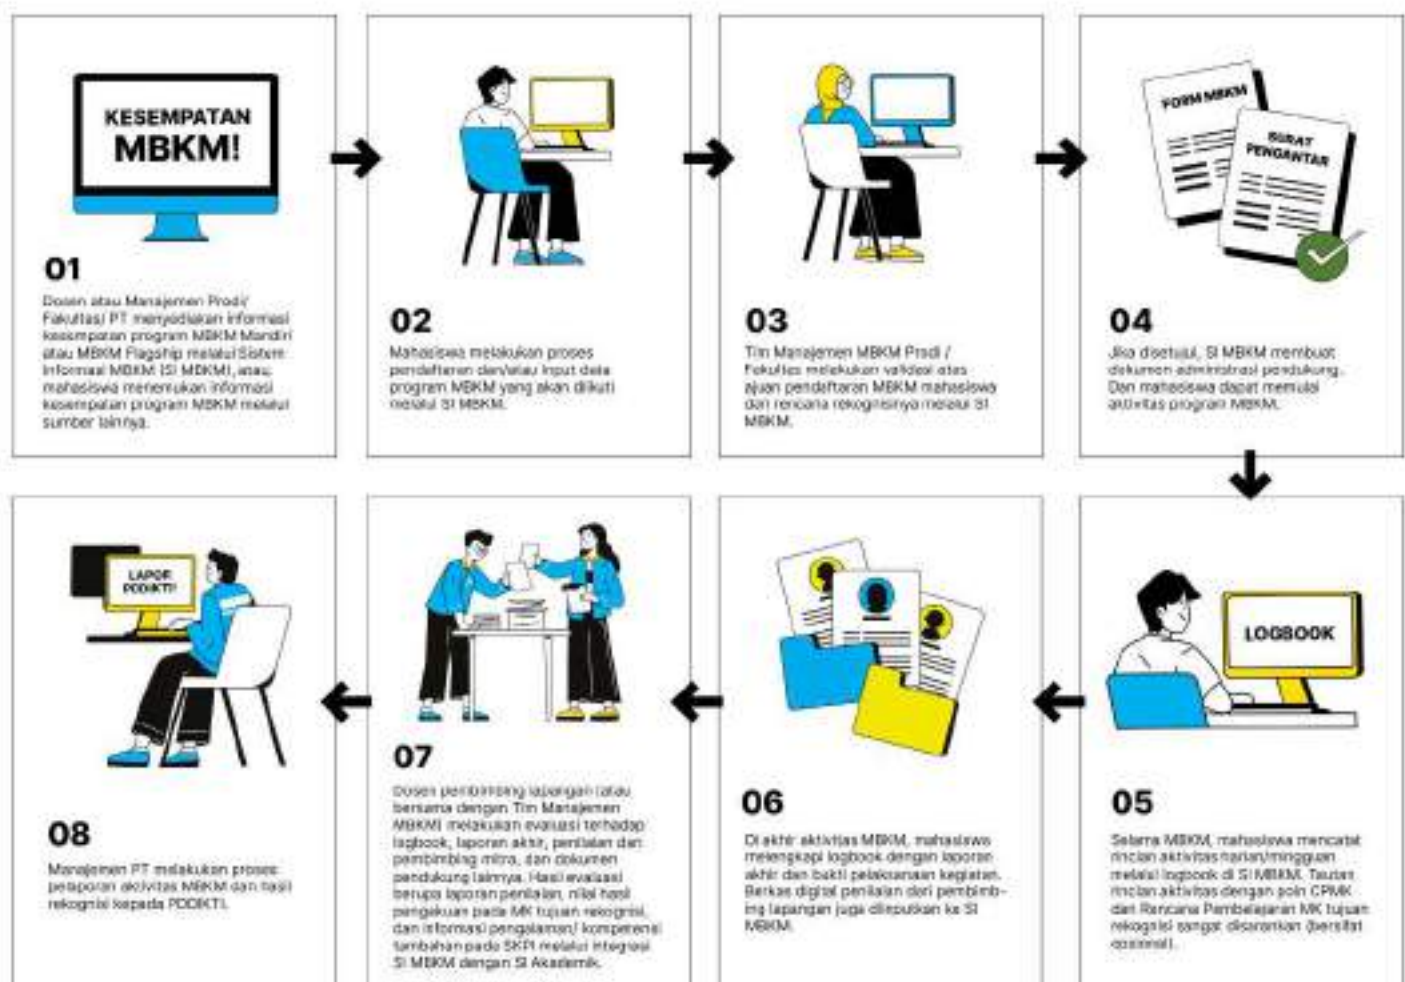 KESEMPATAN
MBKM!
01
Dosen atau Manajemen Prodi/
Fakultas/ PT menyediakan informasi
kesempatan program MBKM Mandiri
atau MBKM Flagship melalui Sistem
Informasi MBKM (SI MBKM), atau,
mahasiswa menemukan informasi
kesempatan program MBKM melalui
sumber lainnya.
02
Mahasiswa melakukan proses
pendaftaran dan/atau input data
program MBKM yang akan diikuti
melalui SI MBKM.
03
Tim Manajemen MBKM Prodi /
Fakultas melakukan validasi atas
ajuan pendaftaran MBKM mahasiswa
dan rencana rekognisinya melalui SI
MBKM.
FORM MBKM
SURAT
PENGANTAR
04
Jika disetujui, SI MBKM membuat
dokumen administrasi pendukung.
Dan mahasiswa dapat memulai
aktivitas program MBKM.
LOGBOOK
05
Selama MBKM, mahasiswa mencatat
rincian aktivitas harian/mingguan
melalui logbook di SI MBKM. Tautan
rincian aktivitas dengan poin CPMK
dan Rencana Pembelajaran MK tujuan
rekognisi sangat disarankan (bersifat
opsional).
06
Di akhir aktivitas MBKM, mahasiswa
melengkapi logbook dengan laporan
akhir dan bukti pelaksanaan kegiatan.
Berkas digital penilaian dari pembimb-
ing lapangan juga diinputkan ke SI
MBKM.
07
Dosen pembimbing lapangan (atau
bersama dengan Tim Manajemen
MBKM) melakukan evaluasi terhadap
logbook, laporan akhir, penilaian dari
pembimbing mitra, dan dokumen
pendukung lainnya. Hasil evaluasi
berupa laporan penilaian, nilai hasil
pengakuan pada MK tujuan rekognisi,
dan informasi pengalaman/ kompetensi
tambahan pada SKPI melalui integrasi
SI MBKM dengan SI Akademik.
LAPOR
PDDIKTI!
08
Manajemen PT melakukan proses
pelaporan aktivitas MBKM dan hasil
rekognisi kepada PDDIKTI.